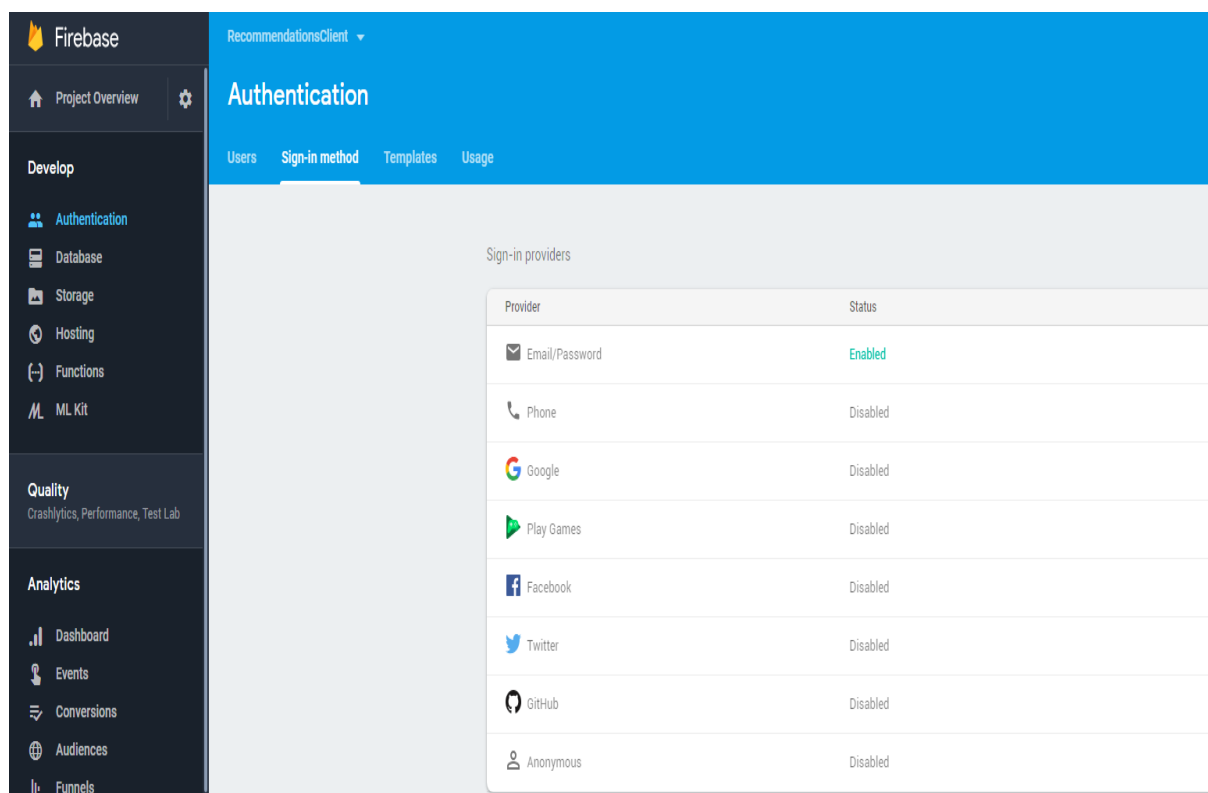 Firebase
Project Overview
Develop
Authentication
Database
Storage
Hosting
Functions
ML Kit
Quality
Crashlytics, Performance, Test Lab
Analytics
Dashboard
Events
Conversions
Audiences
Funnels
RecommendationsClient
Authentication
Users Sign-in method Templates Usage
Sign-in providers
Provider Status
Email/Password Enabled
Phone Disabled
Google Disabled
Play Games Disabled
Facebook Disabled
Twitter Disabled
GitHub Disabled
Anonymous Disabled